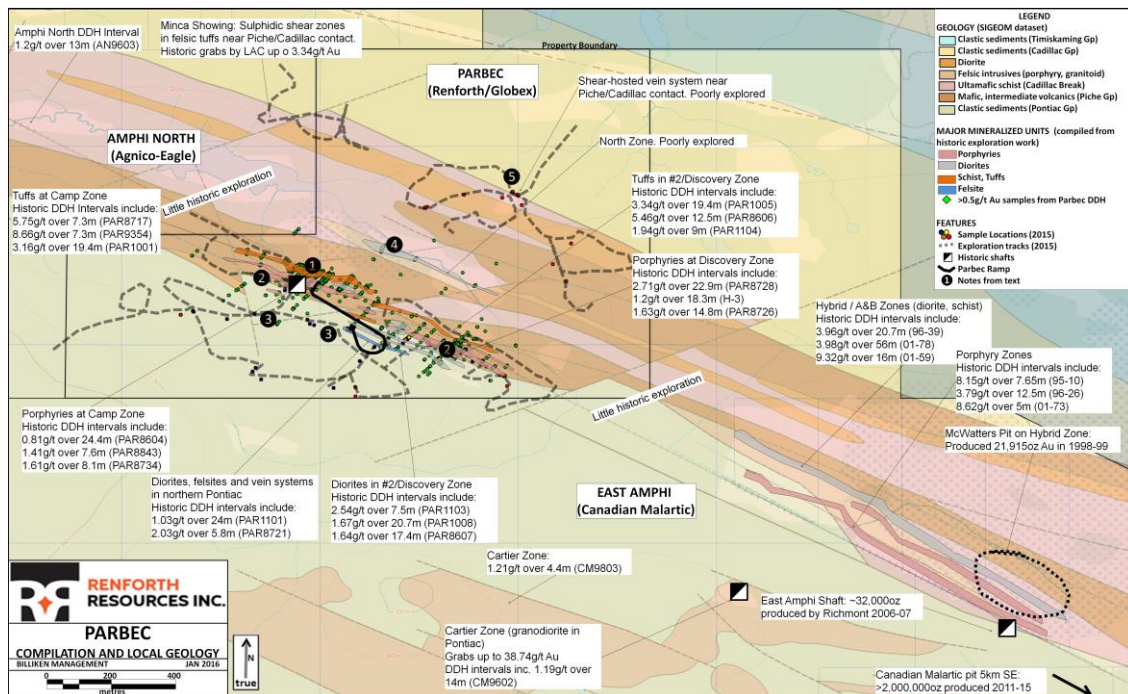 Amphi North DDH Interval
1.2g/t over 13m (AN9603)
Minca Showing: Sulphidic shear zones
in felsic tuffs near Piche/Cadillac contact.
Historic grabs by LAC up o 3.34g/t Au
Property Boundary
PARBEC
(Renforth/Globex)
Shear-hosted vein system near
Piche/Cadillac contact. Poorly explored
AMPHI NORTH
(Agnico-Eagle)
North Zone. Poorly explored
Little historic exploration
Tuffs at Camp Zone
Historic DDH Intervals include:
5.75g/t over 7.3m (PAR8717)
8.66g/t over 7.3m (PAR9354)
3.16g/t over 19.4m (PAR1001)
Tuffs in #2/Discovery Zone
Historic DDH intervals include:
3.34g/t over 19.4m (PAR1005)
5.46g/t over 12.5m (PAR8606)
1.94g/t over 9m (PAR1104)
Porphyries at Discovery Zone
Historic DDH intervals include:
2.71g/t over 22.9m (PAR8728)
1.2g/t over 18.3m (H-3)
1.63g/t over 14.8m (PAR8726)
5
4
1
2
3
3
2
Hybrid / A&B Zones (diorite, schist)
Historic DDH intervals include:
3.96g/t over 20.7m (96-39)
3.98g/t over 56m (01-78)
9.32g/t over 16m (01-59)
Porphyry Zones
Historic DDH intervals include:
8.15g/t over 7.65m (95-10)
3.79g/t over 12.5m (96-26)
8.62g/t over 5m (01-73)
Little historic exploration
McWatters Pit on Hybrid Zone:
Produced 21,915oz Au in 1998-99
Porphyries at Camp Zone
Historic DDH intervals include:
0.81g/t over 24.4m (PAR8604)
1.41g/t over 7.6m (PAR8843)
1.61g/t over 8.1m (PAR8734)
Diorites, felsites and vein systems
in northern Pontiac
Historic DDH intervals include:
1.03g/t over 24m (PAR1101)
2.03g/t over 5.8m (PAR8721)
Diorites in #2/Discovery Zone
Historic DDH intervals include:
2.54g/t over 7.5m (PAR1103)
1.67g/t over 20.7m (PAR1008)
1.64g/t over 17.4m (PAR8607)
EAST AMPHI
(Canadian Malartic)
Cartier Zone:
1.21g/t over 4.4m (CM9803)
East Amphi Shaft: ~32,000oz
produced by Richmont 2006-07
Cartier Zone (granodiorite in
Pontiac)
Grabs up to 38.74g/t Au
DDH intervals inc. 1.19g/t over
14m (CM9602)
Canadian Malartic pit 5km SE:
>2,000,000oz produced 2011-15
LEGEND
GEOLOGY (SIGEOM dataset)
Clastic sediments (Timiskaming Gp)
Clastic sediments (Cadillac Gp)
Diorite
Felsic intrusives (porphyry, granitoid)
Ultamafic schist (Cadillac Break)
Mafic, intermediate volcanics (Piche Gp)
Clastic sediments (Pontiac Gp)
MAJOR MINERALIZED UNITS (compiled from
historic exploration work)
Porphyries
Diorites
Schist, Tuffs
Felsite
>0.5g/t Au samples from Parbec DDH
FEATURES
Sample Locations (2015)
Exploration tracks (2015)
Historic shafts
Parbec Ramp
1 Notes from text
RENFORTH
RESOURCES INC.
PARBEC
COMPILATION AND LOCAL GEOLOGY
BILLIKEN MANAGEMENT JAN 2016
0 200 400
metres
N
true